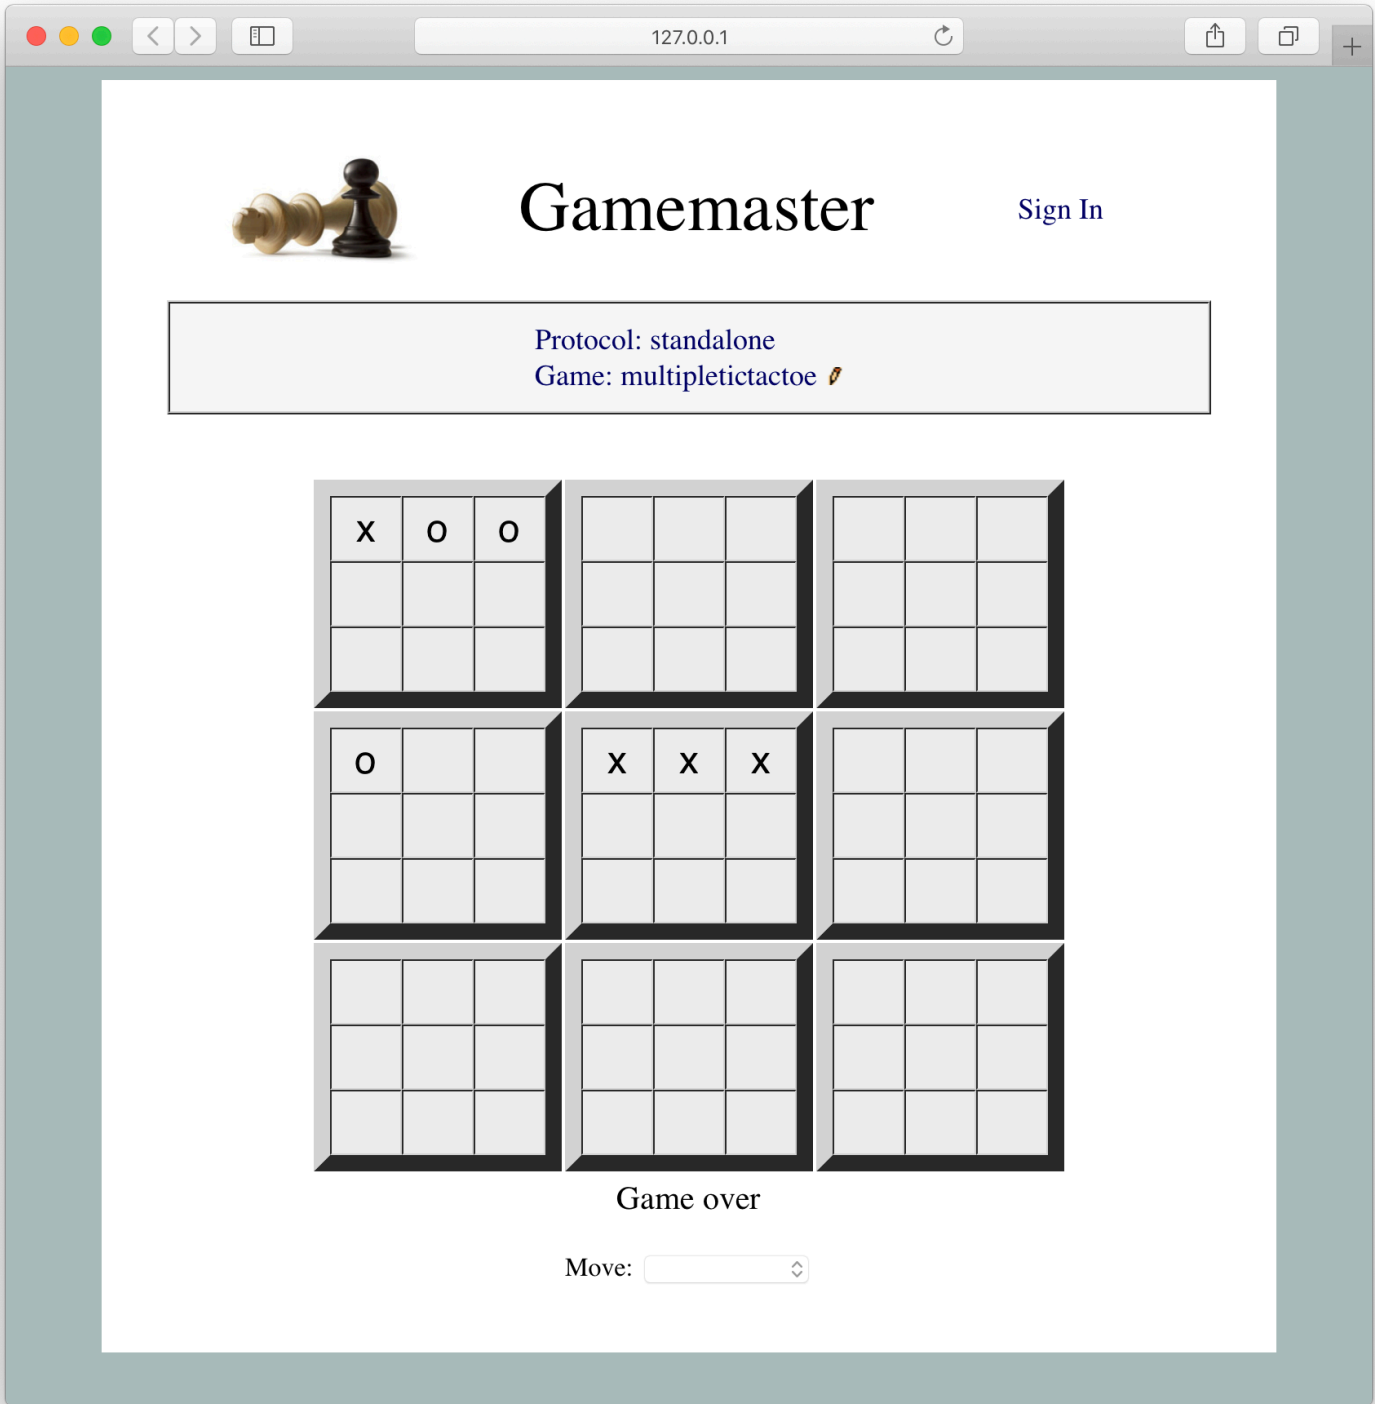 127.0.0.1
Gamemaster
Sign In
Protocol: standalone
Game: multipletictactoe
x o o
o x x x
Game over
Move: